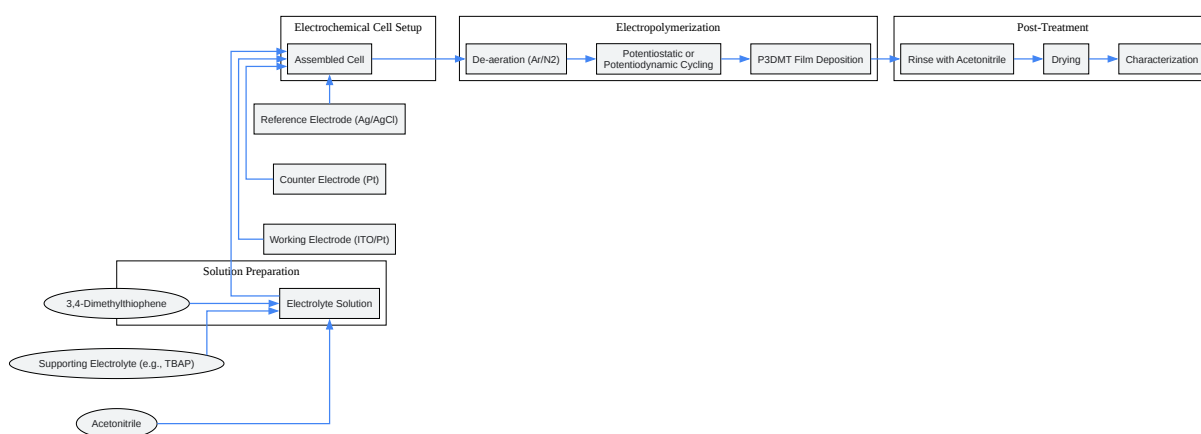 Electrochemical Cell Setup
Electropolymerization
Post-Treatment
Assembled Cell
De-aeration (Ar/N2)
Potentiostatic or
Potentiodynamic Cycling
P3DMT Film Deposition
Rinse with Acetonitrile
Drying
Characterization
Reference Electrode (Ag/AgCl)
Counter Electrode (Pt)
Working Electrode (ITO/Pt)
Solution Preparation
3,4-Dimethylthiophene
Electrolyte Solution
Supporting Electrolyte (e.g., TBAP)
Acetonitrile